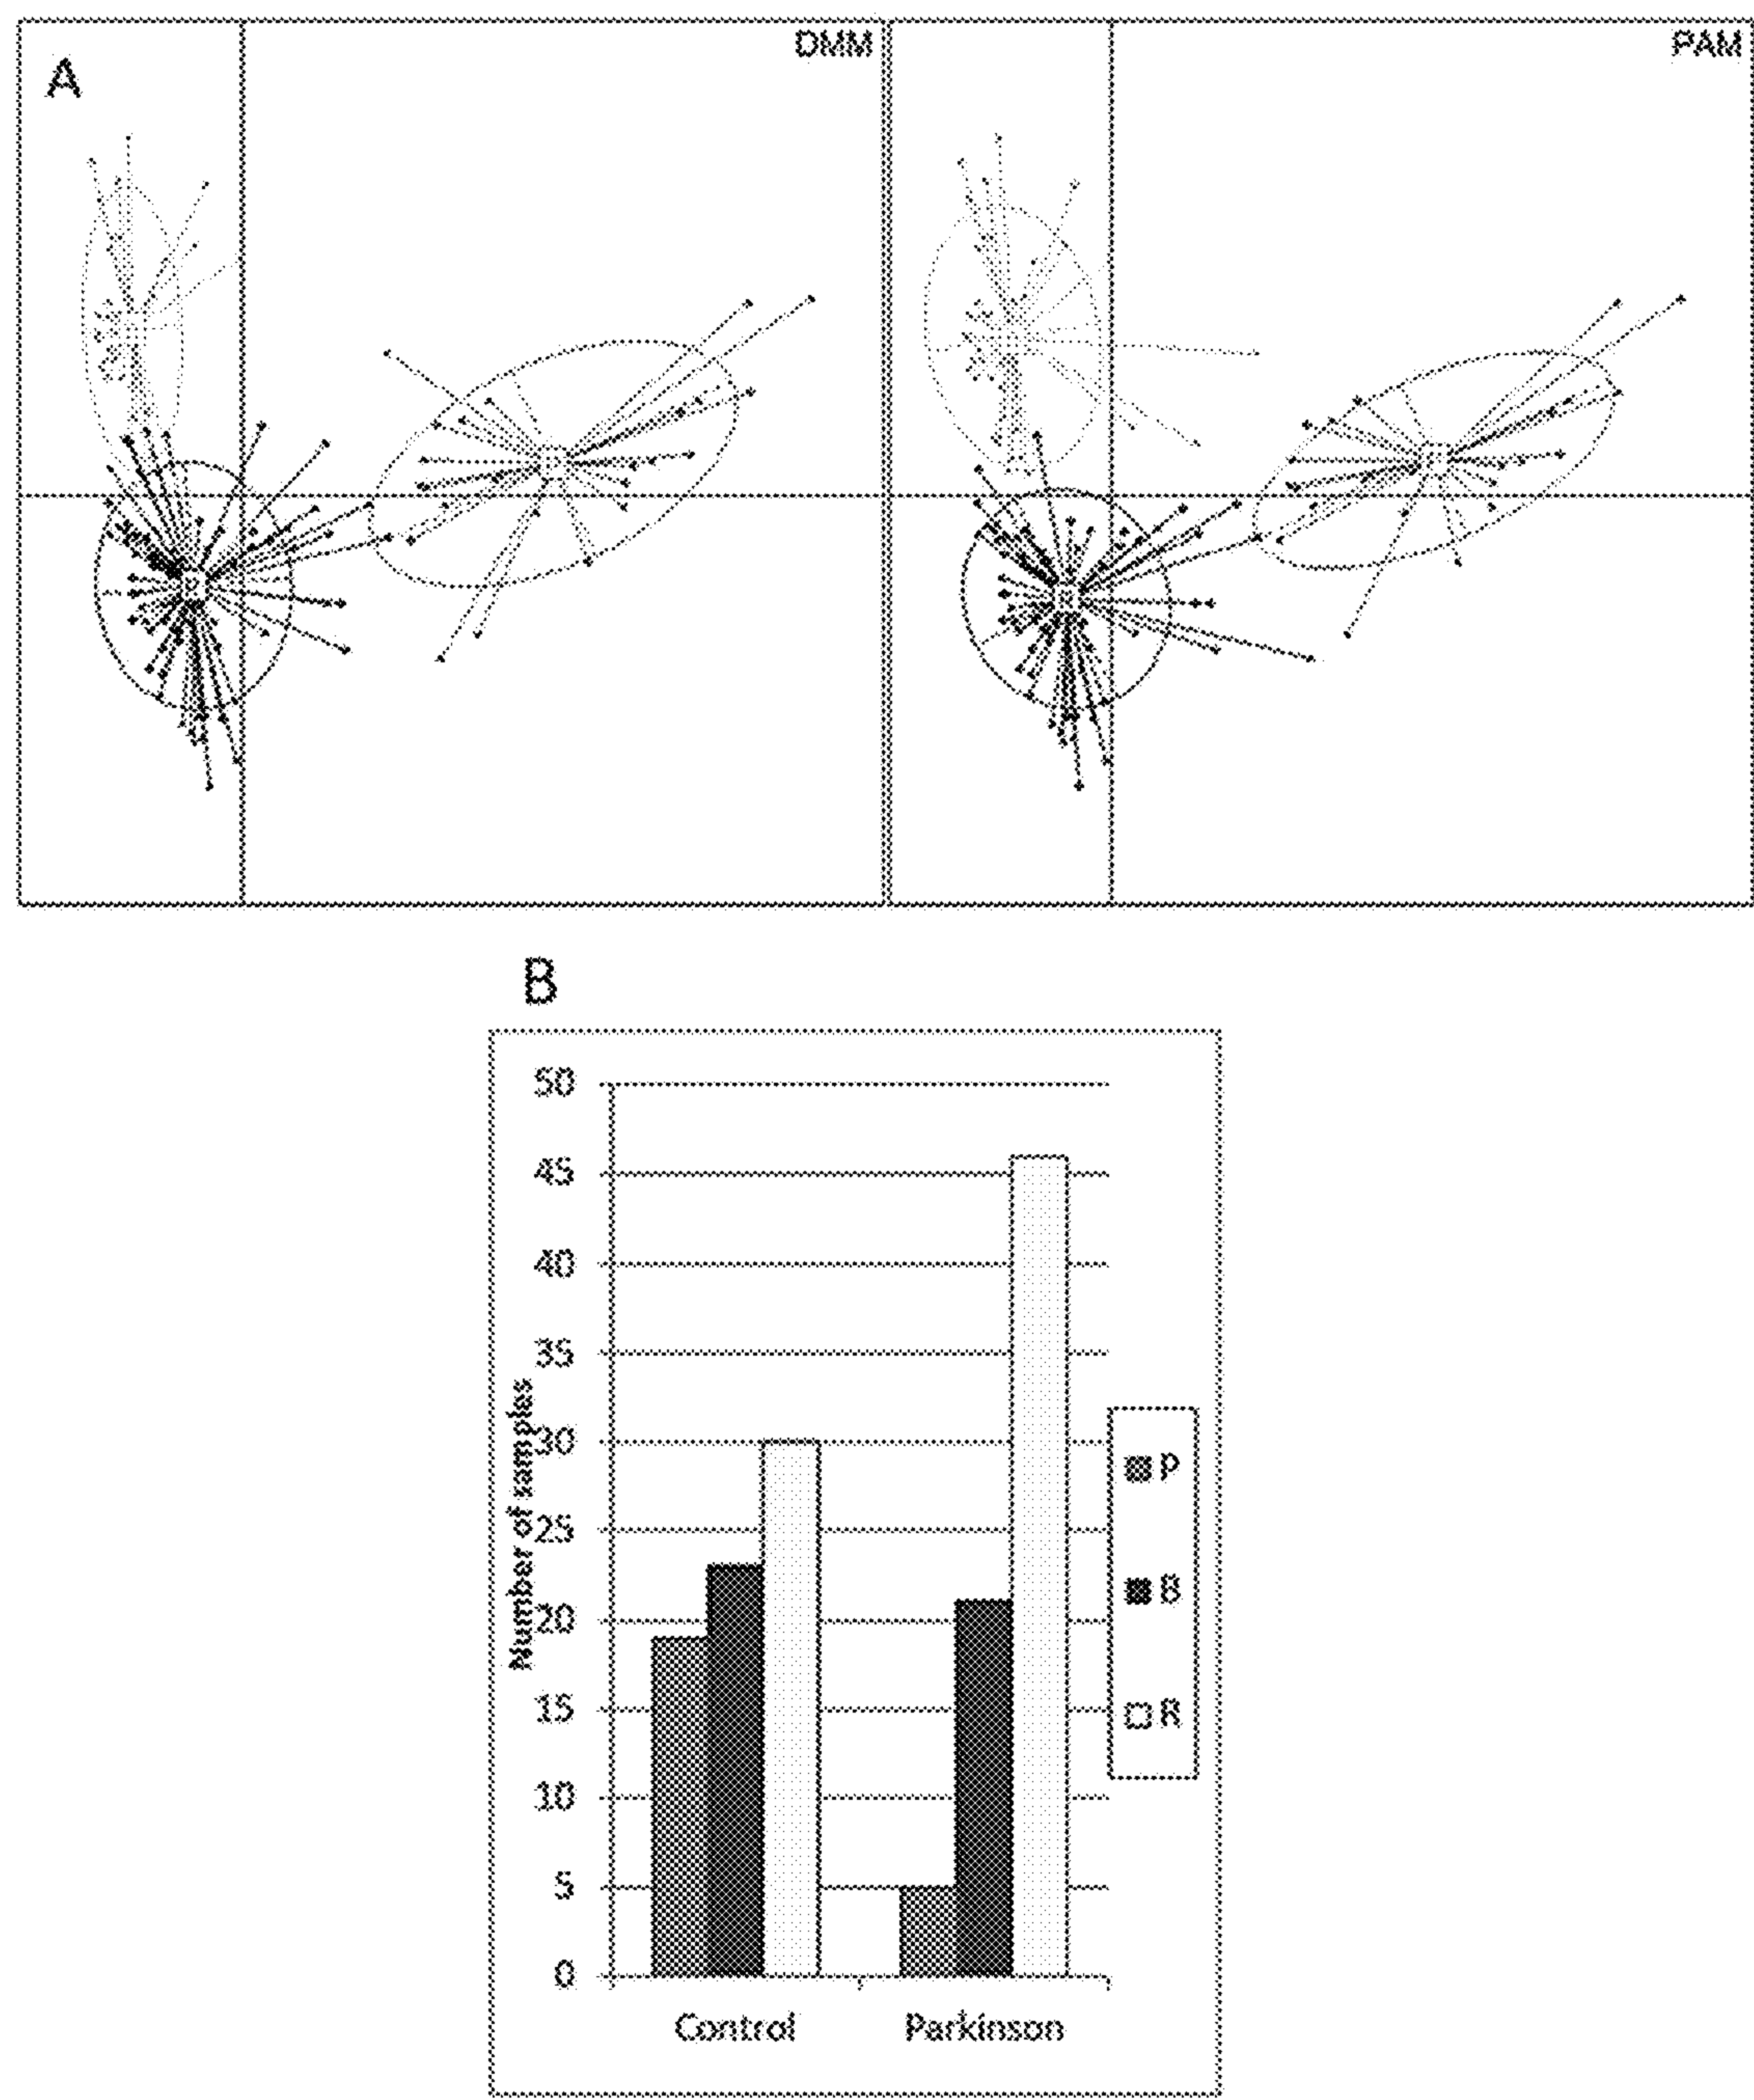 A
DMM
PAM
P
B
50
45
40
35
30
25
20
15
10
5
0
Number of samples
Control
Parkinson
P
B
R